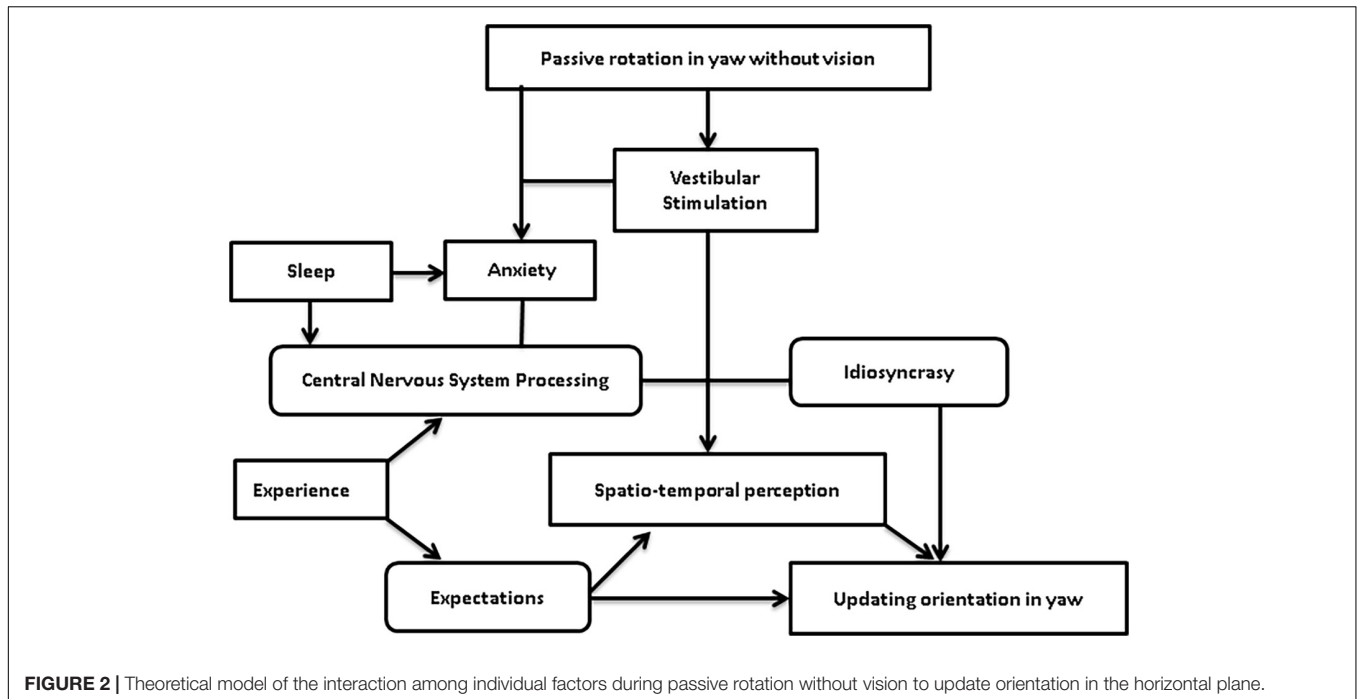 Passive rotation in yaw without vision
Vestibular
Stimulation
Sleep
Anxiety
Central Nervous System Processing
Idiosyncrasy
Experience
Spatio-temporal perception
Expectations
Updating orientation in yaw
FIGURE 2 | Theoretical model of the interaction among individual factors during passive rotation without vision to update orientation in the horizontal plane.